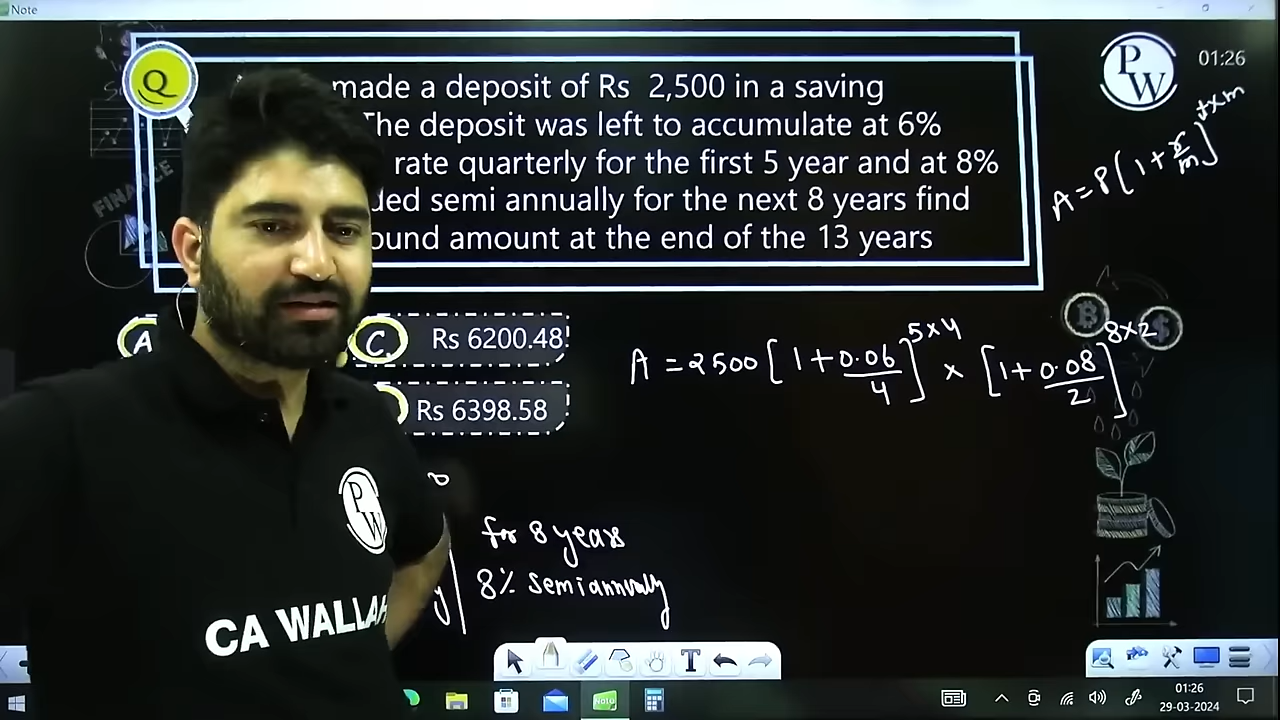 Note
Q
made a deposit of Rs 2,500 in a saving
The deposit was left to accumulate at 6%
rate quarterly for the first 5 year and at 8%
ded semi annually for the next 8 years find
ound amount at the end of the 13 years
PW
01:26
FINANCE
A = P[1+r/m]^t×m
A
C. Rs 6200.48
Rs 6398.58
A = 2500 [1+0.06/4]^5×4 × [1+0.08/2]^8×2
for 8 years
y 8% Semiannually
PW
CA WALLAH
T
Note
01:26
29-03-2024